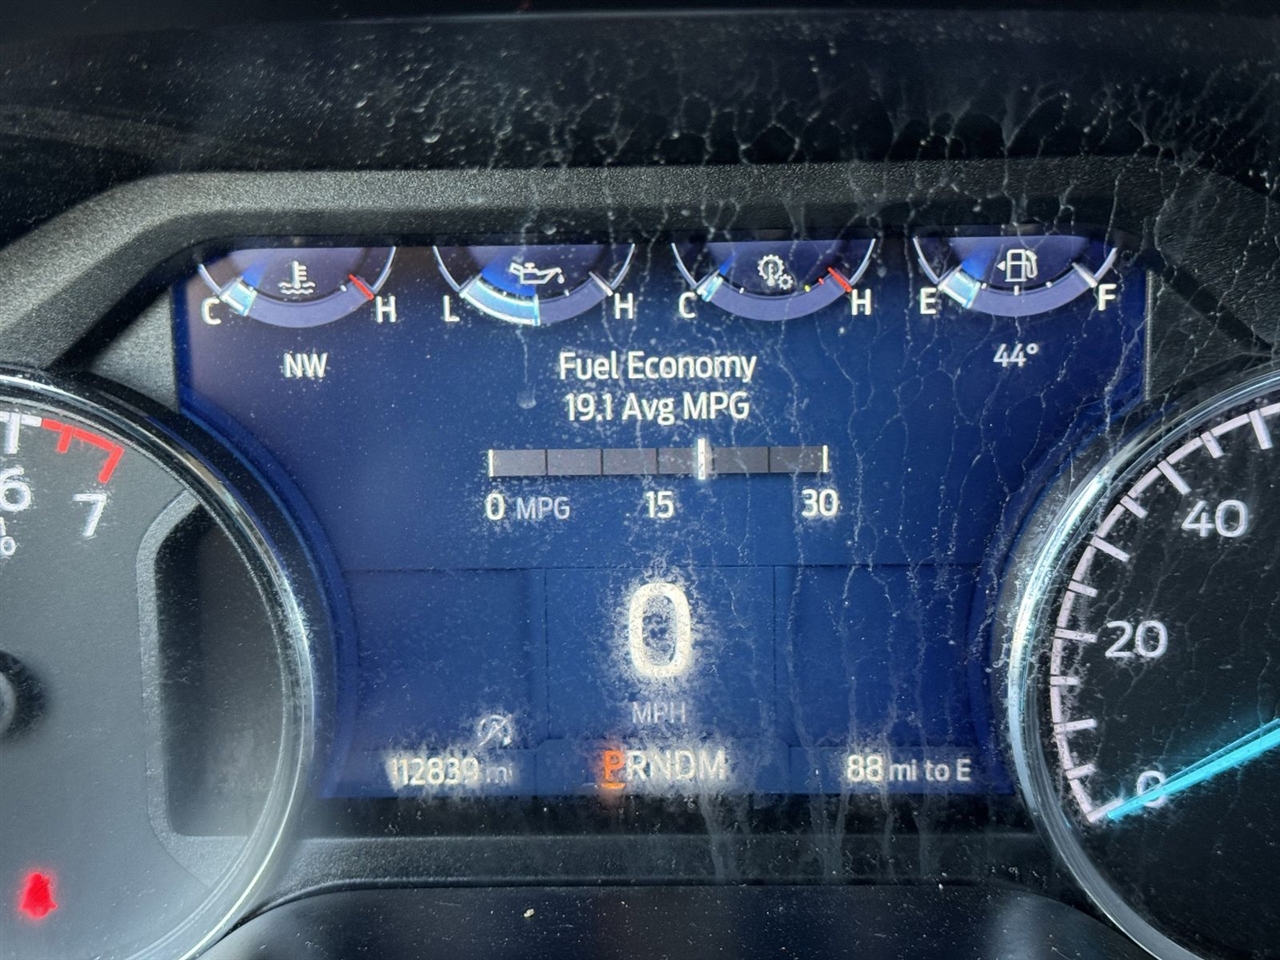 C H L H C H E F
NW
44°
Fuel Economy
19.1 Avg MPG
0 MPG 15 30
0
MPH
112839 mi
PRNDM
88 mi to E
6
7
40
20
0